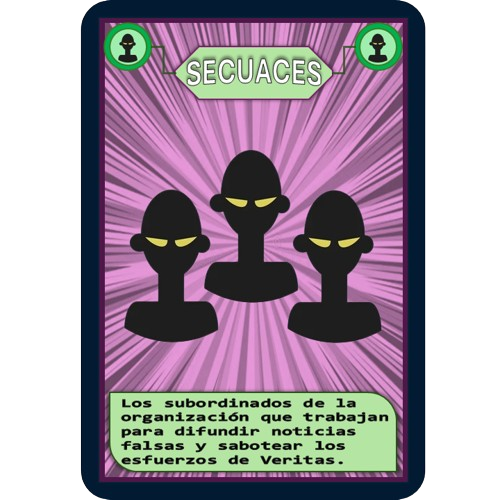 SECUACES
Los subordinados de la
organización que trabajan
para difundir noticias
falsas y sabotear los
esfuerzos de Veritas.